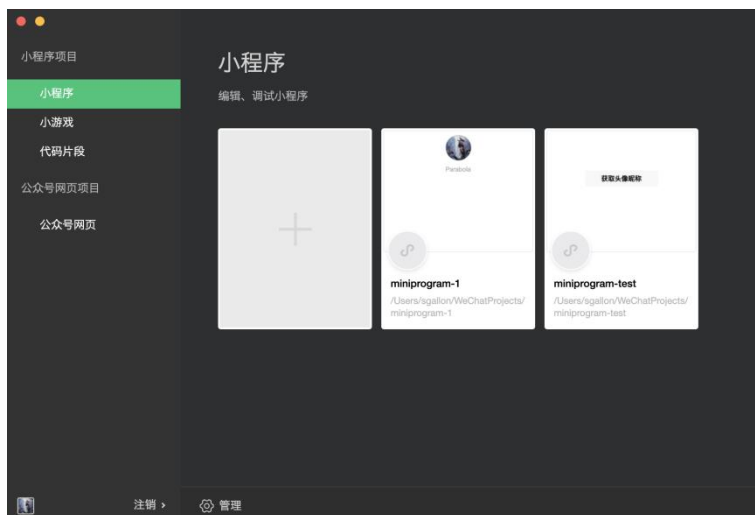 小程序项目
小程序
小游戏
代码片段
公众号网页项目
公众号网页
注销 ›
小程序
编辑、调试小程序
Parabola
miniprogram-1
/Users/sgallon/WeChatProjects/
miniprogram-1
获取头像昵称
miniprogram-test
/Users/sgallon/WeChatProjects/
miniprogram-test
管理